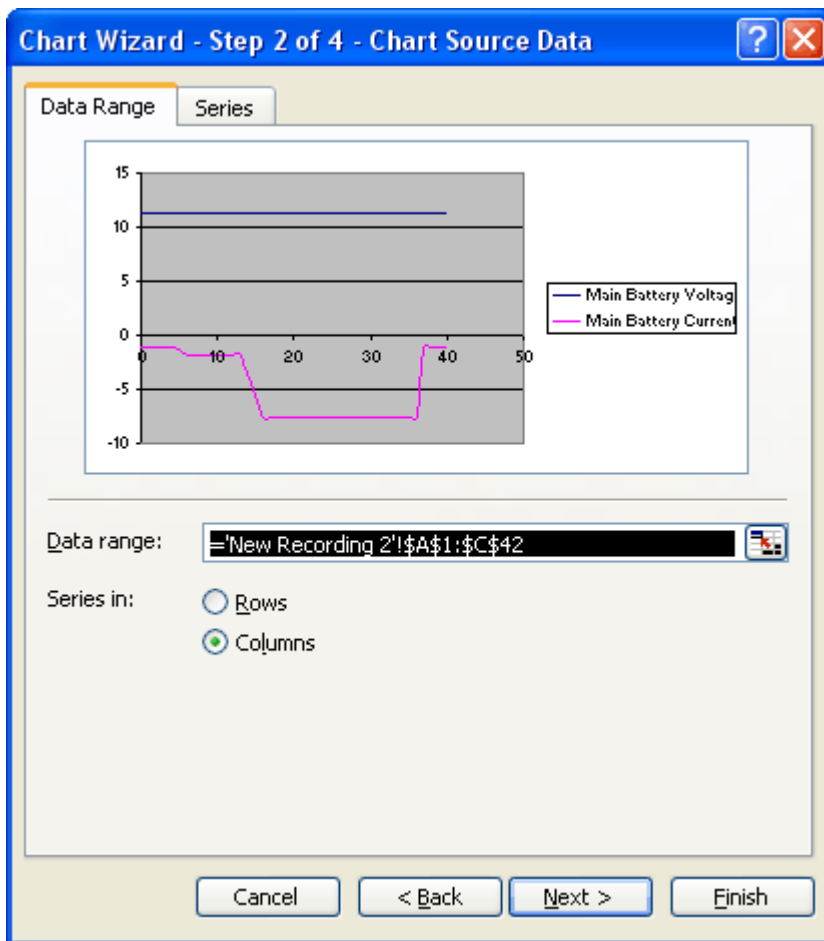 Chart Wizard - Step 2 of 4 - Chart Source Data
Data Range
Series
15
10
5
0
-5
-10
0
10
20
30
40
50
Main Battery Voltag
Main Battery Current
Data range:
='New Recording 2'!$A$1:$C$42
Series in:
Rows
Columns
Cancel
< Back
Next >
Finish